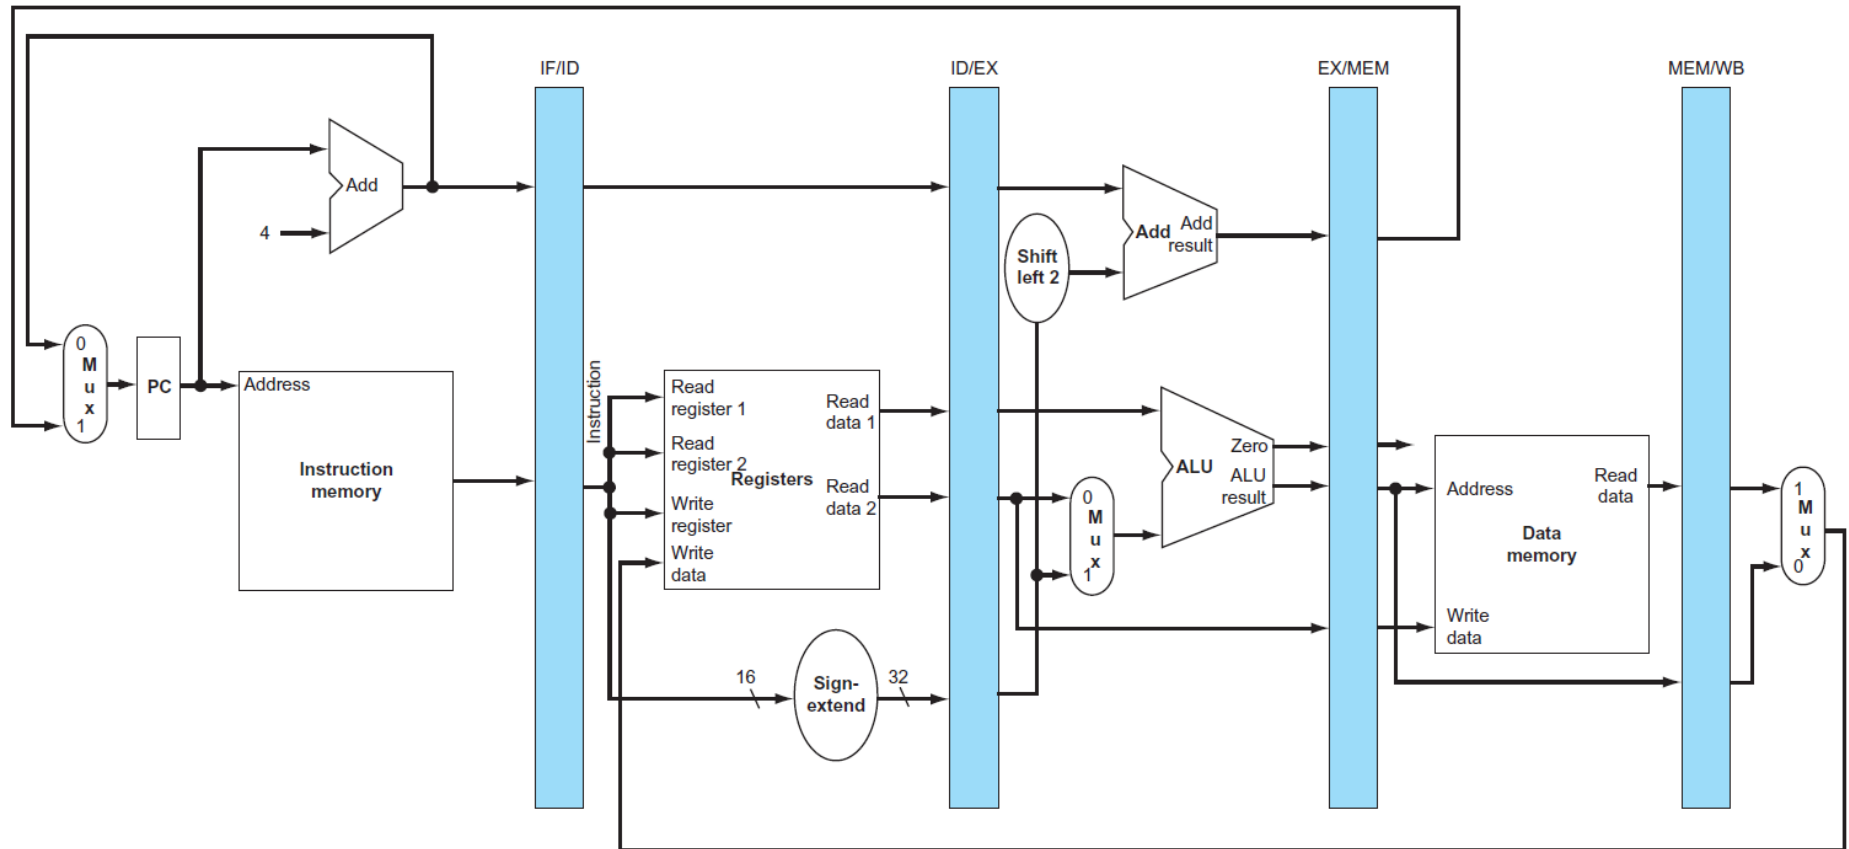 IF/ID
ID/EX
EX/MEM
MEM/WB
Add
4
Add
Add
result
Shift
left 2
0
M
u
x
1
PC
Address
Instruction
memory
Instruction
Read
register 1
Read
register 2
Write
register
Write
data
Registers
Read
data 1
Read
data 2
16
Sign-
extend
32
0
M
u
x
1
Zero
ALU
ALU
result
Address
Read
data
Data
memory
Write
data
1
M
u
x
0